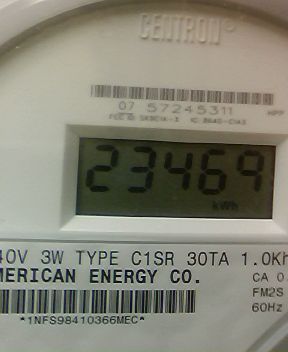 CENTRON®
07 57245311
23469
kWh
40V 3W TYPE C1SR 30TA 1.0Kh
MERICAN ENERGY CO.
CA 0.
FM2S
60Hz
*1NFS98410366MEC*